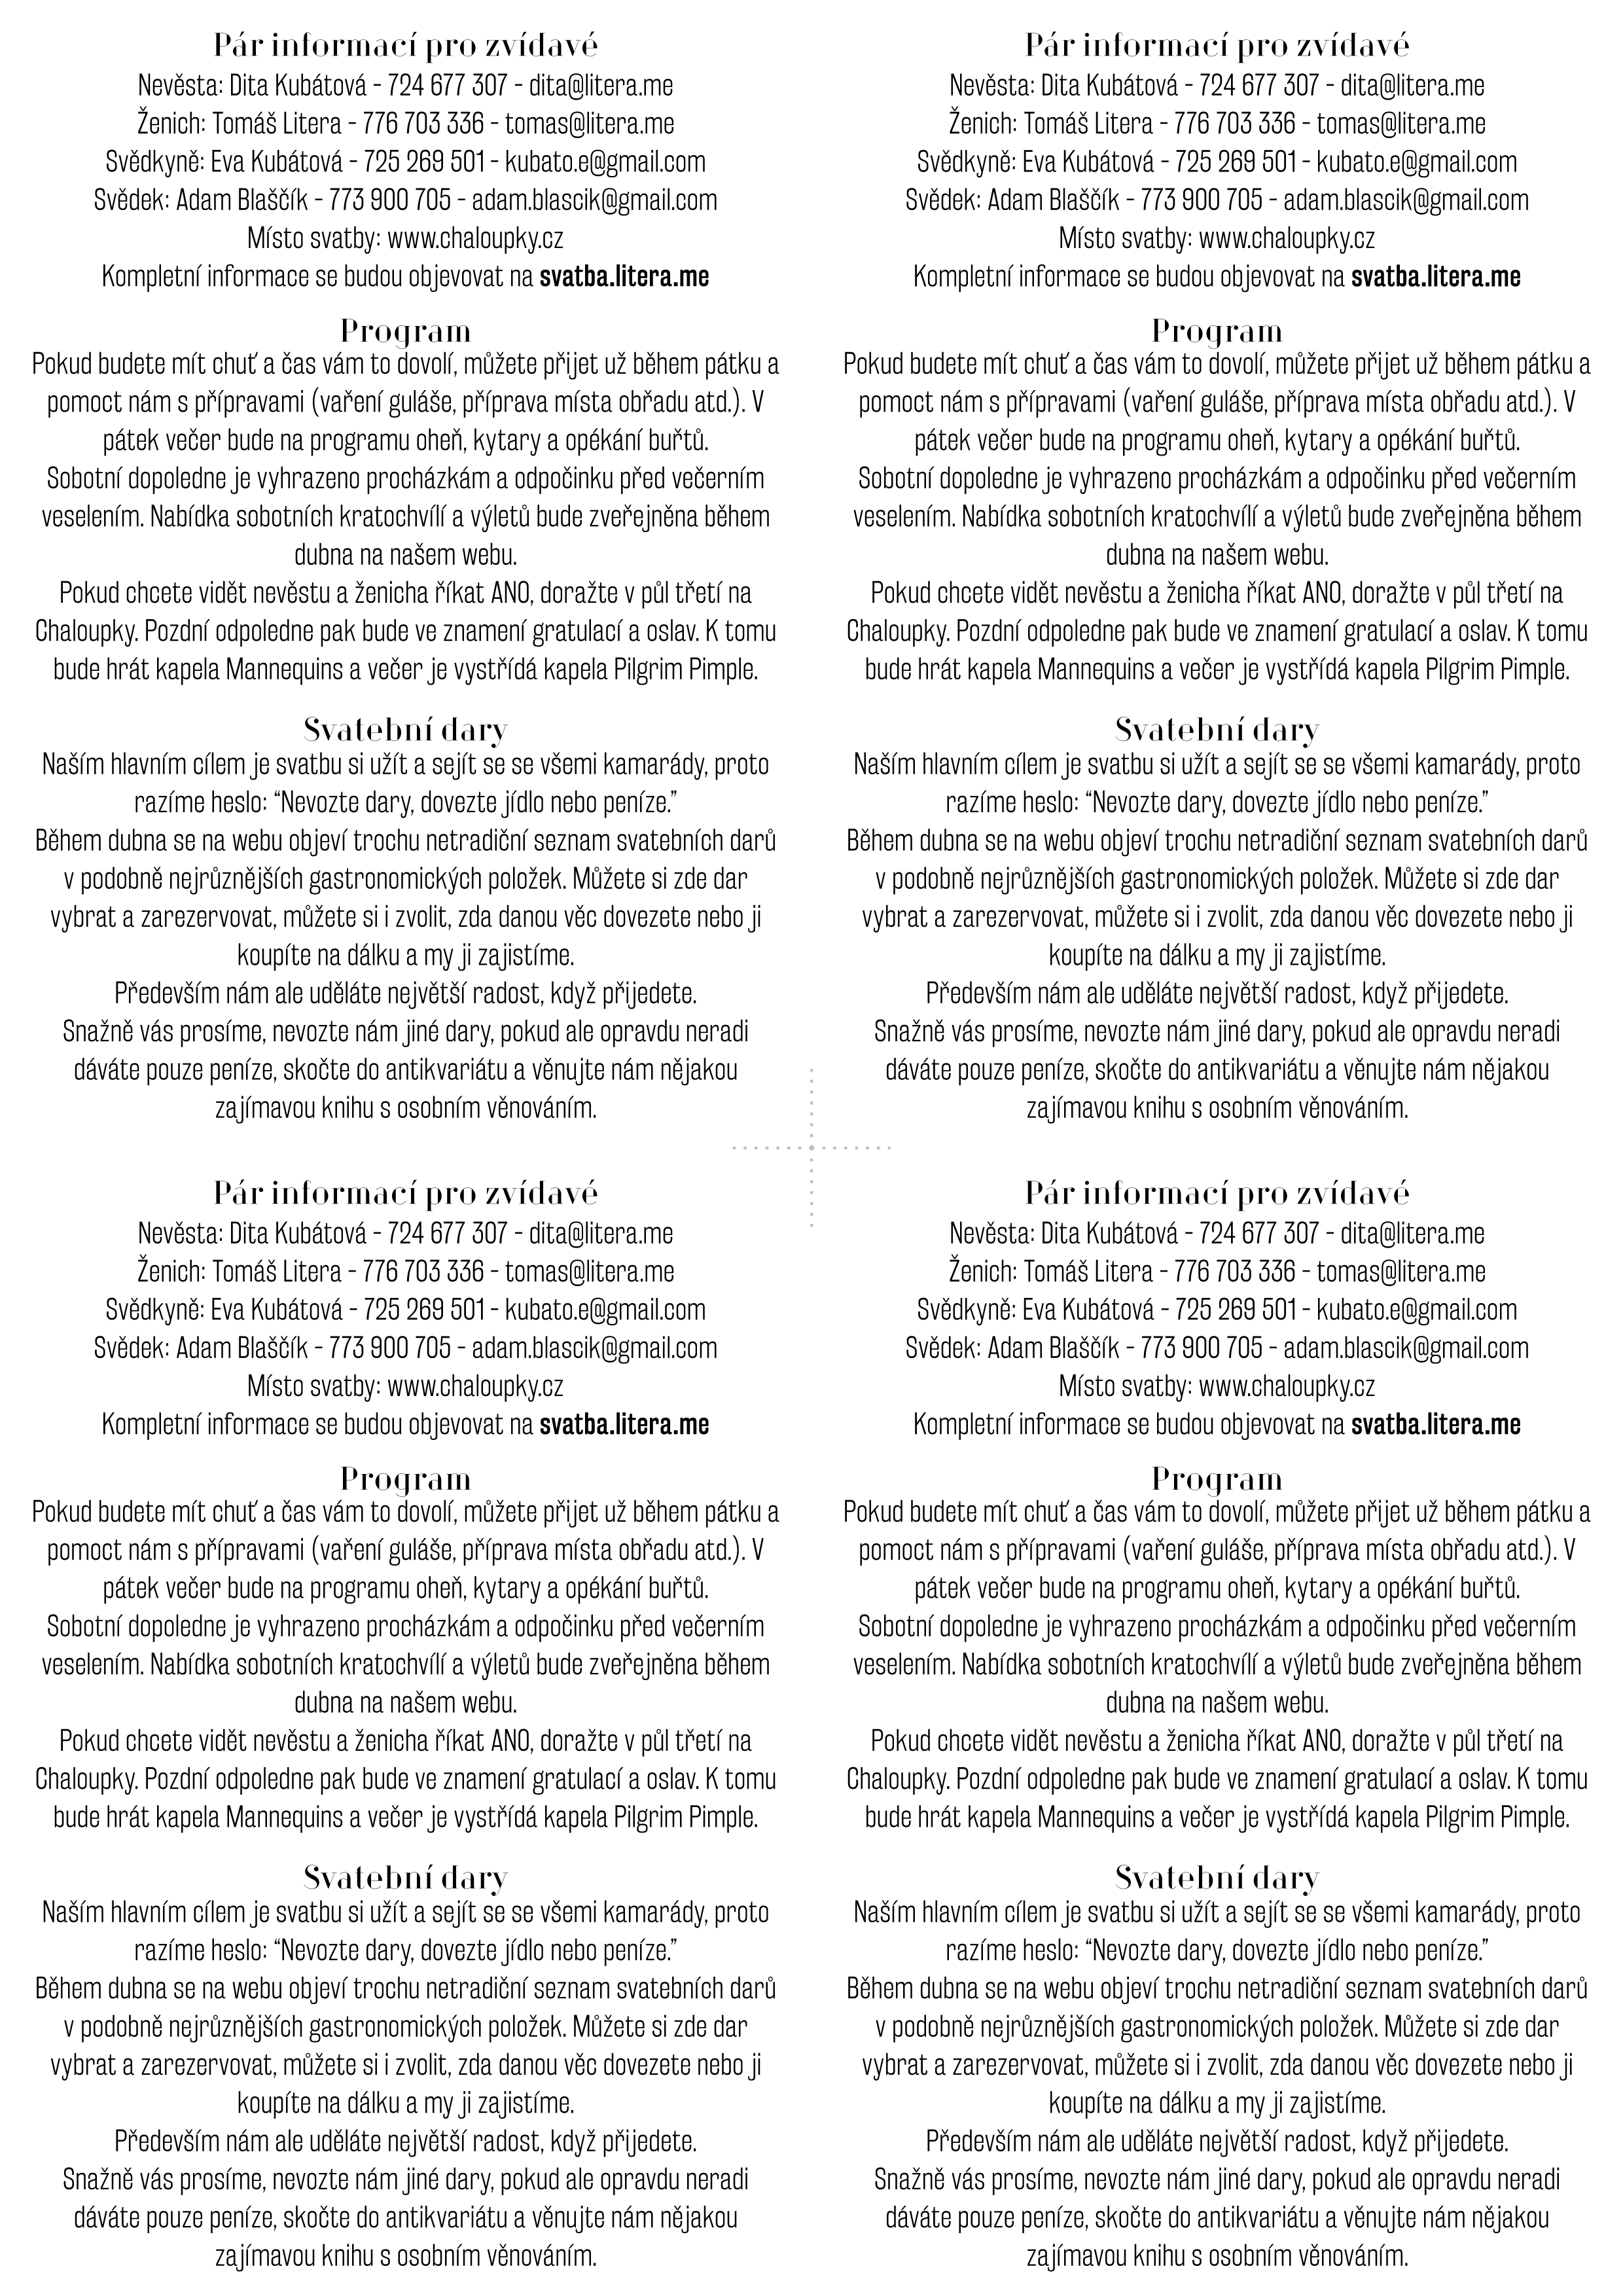 Pár informací pro zvídavé
Nevěsta: Dita Kubátová - 724 677 307 - dita@litera.me
Ženich: Tomáš Litera - 776 703 336 - tomas@litera.me
Svědkyně: Eva Kubátová - 725 269 501 - kubato.e@gmail.com
Svědek: Adam Blaščík - 773 900 705 - adam.blascik@gmail.com
Místo svatby: www.chaloupky.cz
Kompletní informace se budou objevovat na svatba.litera.me
Program
Pokud budete mít chuť a čas vám to dovolí, můžete přijet už během pátku a
pomoct nám s přípravami (vaření guláše, příprava místa obřadu atd.). V
pátek večer bude na programu oheň, kytary a opékání buřtů.
Sobotní dopoledne je vyhrazeno procházkám a odpočinku před večerním
veselením. Nabídka sobotních kratochvílí a výletů bude zveřejněna během
dubna na našem webu.
Pokud chcete vidět nevěstu a ženicha říkat ANO, doražte v půl třetí na
Chaloupky. Pozdní odpoledne pak bude ve znamení gratulací a oslav. K tomu
bude hrát kapela Mannequins a večer je vystřídá kapela Pilgrim Pimple.
Svatební dary
Naším hlavním cílem je svatbu si užít a sejít se se všemi kamarády, proto
razíme heslo: “Nevozte dary, dovezte jídlo nebo peníze.”
Během dubna se na webu objeví trochu netradiční seznam svatebních darů
v podobně nejrůznějších gastronomických položek. Můžete si zde dar
vybrat a zarezervovat, můžete si i zvolit, zda danou věc dovezete nebo ji
koupíte na dálku a my ji zajistíme.
Především nám ale uděláte největší radost, když přijedete.
Snažně vás prosíme, nevozte nám jiné dary, pokud ale opravdu neradi
dáváte pouze peníze, skočte do antikvariátu a věnujte nám nějakou
zajímavou knihu s osobním věnováním.
Pár informací pro zvídavé
Nevěsta: Dita Kubátová - 724 677 307 - dita@litera.me
Ženich: Tomáš Litera - 776 703 336 - tomas@litera.me
Svědkyně: Eva Kubátová - 725 269 501 - kubato.e@gmail.com
Svědek: Adam Blaščík - 773 900 705 - adam.blascik@gmail.com
Místo svatby: www.chaloupky.cz
Kompletní informace se budou objevovat na svatba.litera.me
Program
Pokud budete mít chuť a čas vám to dovolí, můžete přijet už během pátku a
pomoct nám s přípravami (vaření guláše, příprava místa obřadu atd.). V
pátek večer bude na programu oheň, kytary a opékání buřtů.
Sobotní dopoledne je vyhrazeno procházkám a odpočinku před večerním
veselením. Nabídka sobotních kratochvílí a výletů bude zveřejněna během
dubna na našem webu.
Pokud chcete vidět nevěstu a ženicha říkat ANO, doražte v půl třetí na
Chaloupky. Pozdní odpoledne pak bude ve znamení gratulací a oslav. K tomu
bude hrát kapela Mannequins a večer je vystřídá kapela Pilgrim Pimple.
Svatební dary
Naším hlavním cílem je svatbu si užít a sejít se se všemi kamarády, proto
razíme heslo: “Nevozte dary, dovezte jídlo nebo peníze.”
Během dubna se na webu objeví trochu netradiční seznam svatebních darů
v podobně nejrůznějších gastronomických položek. Můžete si zde dar
vybrat a zarezervovat, můžete si i zvolit, zda danou věc dovezete nebo ji
koupíte na dálku a my ji zajistíme.
Především nám ale uděláte největší radost, když přijedete.
Snažně vás prosíme, nevozte nám jiné dary, pokud ale opravdu neradi
dáváte pouze peníze, skočte do antikvariátu a věnujte nám nějakou
zajímavou knihu s osobním věnováním.
Pár informací pro zvídavé
Nevěsta: Dita Kubátová - 724 677 307 - dita@litera.me
Ženich: Tomáš Litera - 776 703 336 - tomas@litera.me
Svědkyně: Eva Kubátová - 725 269 501 - kubato.e@gmail.com
Svědek: Adam Blaščík - 773 900 705 - adam.blascik@gmail.com
Místo svatby: www.chaloupky.cz
Kompletní informace se budou objevovat na svatba.litera.me
Program
Pokud budete mít chuť a čas vám to dovolí, můžete přijet už během pátku a
pomoct nám s přípravami (vaření guláše, příprava místa obřadu atd.). V
pátek večer bude na programu oheň, kytary a opékání buřtů.
Sobotní dopoledne je vyhrazeno procházkám a odpočinku před večerním
veselením. Nabídka sobotních kratochvílí a výletů bude zveřejněna během
dubna na našem webu.
Pokud chcete vidět nevěstu a ženicha říkat ANO, doražte v půl třetí na
Chaloupky. Pozdní odpoledne pak bude ve znamení gratulací a oslav. K tomu
bude hrát kapela Mannequins a večer je vystřídá kapela Pilgrim Pimple.
Svatební dary
Naším hlavním cílem je svatbu si užít a sejít se se všemi kamarády, proto
razíme heslo: “Nevozte dary, dovezte jídlo nebo peníze.”
Během dubna se na webu objeví trochu netradiční seznam svatebních darů
v podobně nejrůznějších gastronomických položek. Můžete si zde dar
vybrat a zarezervovat, můžete si i zvolit, zda danou věc dovezete nebo ji
koupíte na dálku a my ji zajistíme.
Především nám ale uděláte největší radost, když přijedete.
Snažně vás prosíme, nevozte nám jiné dary, pokud ale opravdu neradi
dáváte pouze peníze, skočte do antikvariátu a věnujte nám nějakou
zajímavou knihu s osobním věnováním.
Pár informací pro zvídavé
Nevěsta: Dita Kubátová - 724 677 307 - dita@litera.me
Ženich: Tomáš Litera - 776 703 336 - tomas@litera.me
Svědkyně: Eva Kubátová - 725 269 501 - kubato.e@gmail.com
Svědek: Adam Blaščík - 773 900 705 - adam.blascik@gmail.com
Místo svatby: www.chaloupky.cz
Kompletní informace se budou objevovat na svatba.litera.me
Program
Pokud budete mít chuť a čas vám to dovolí, můžete přijet už během pátku a
pomoct nám s přípravami (vaření guláše, příprava místa obřadu atd.). V
pátek večer bude na programu oheň, kytary a opékání buřtů.
Sobotní dopoledne je vyhrazeno procházkám a odpočinku před večerním
veselením. Nabídka sobotních kratochvílí a výletů bude zveřejněna během
dubna na našem webu.
Pokud chcete vidět nevěstu a ženicha říkat ANO, doražte v půl třetí na
Chaloupky. Pozdní odpoledne pak bude ve znamení gratulací a oslav. K tomu
bude hrát kapela Mannequins a večer je vystřídá kapela Pilgrim Pimple.
Svatební dary
Naším hlavním cílem je svatbu si užít a sejít se se všemi kamarády, proto
razíme heslo: “Nevozte dary, dovezte jídlo nebo peníze.”
Během dubna se na webu objeví trochu netradiční seznam svatebních darů
v podobně nejrůznějších gastronomických položek. Můžete si zde dar
vybrat a zarezervovat, můžete si i zvolit, zda danou věc dovezete nebo ji
koupíte na dálku a my ji zajistíme.
Především nám ale uděláte největší radost, když přijedete.
Snažně vás prosíme, nevozte nám jiné dary, pokud ale opravdu neradi
dáváte pouze peníze, skočte do antikvariátu a věnujte nám nějakou
zajímavou knihu s osobním věnováním.